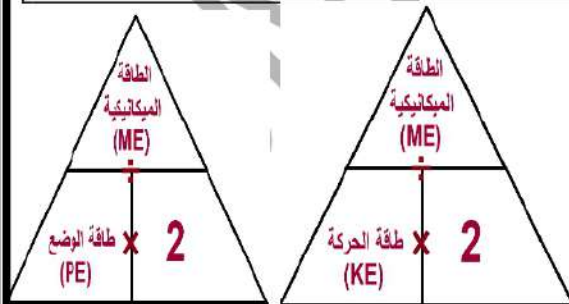 الطاقة
الميكانيكية
(ME)
÷
طاقة الوضع × 2
(PE)
الطاقة
الميكانيكية
(ME)
÷
طاقة الحركة × 2
(KE)